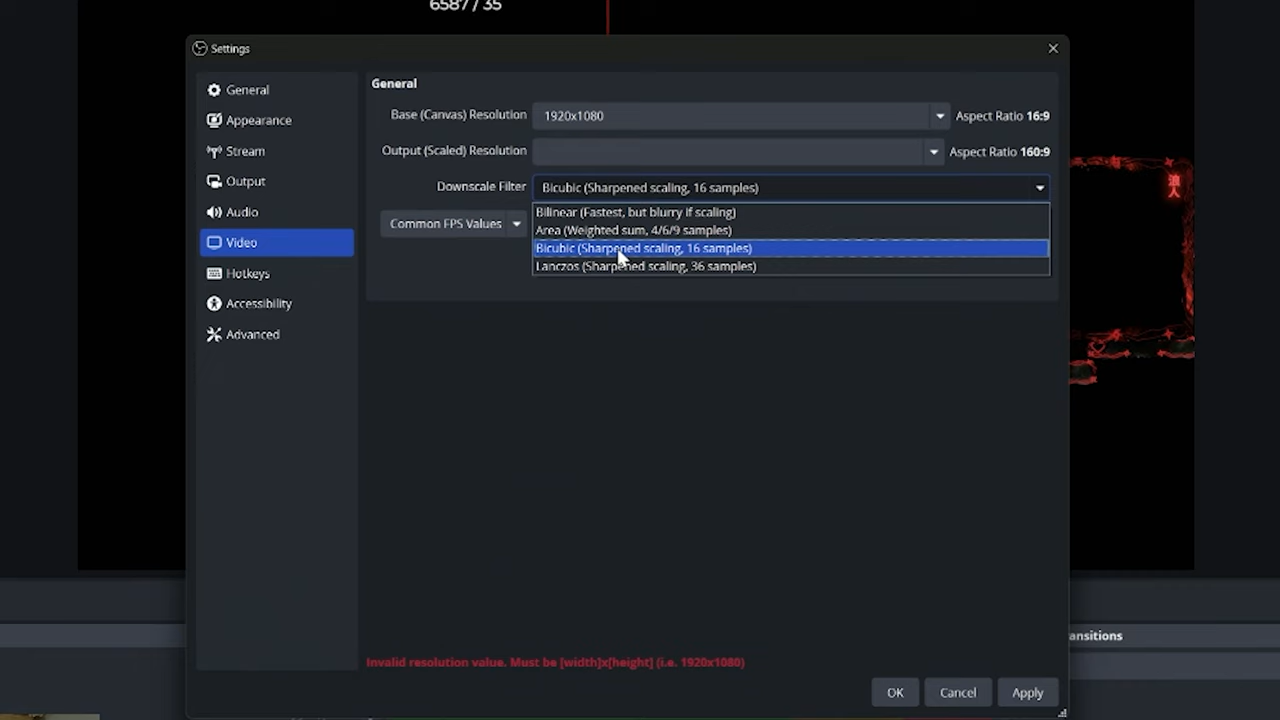 6587 / 35
Settings
General
Appearance
Stream
Output
Audio
Video
Hotkeys
Accessibility
Advanced
General
Base (Canvas) Resolution 1920x1080 Aspect Ratio 16:9
Output (Scaled) Resolution Aspect Ratio 160:9
Downscale Filter Bicubic (Sharpened scaling, 16 samples)
Common FPS Values
Bilinear (Fastest, but blurry if scaling)
Area (Weighted sum, 4/6/9 samples)
Bicubic (Sharpened scaling, 16 samples)
Lanczos (Sharpened scaling, 36 samples)
浪
人
ansitions
Invalid resolution value. Must be [width]x[height] (i.e. 1920x1080)
OK Cancel Apply